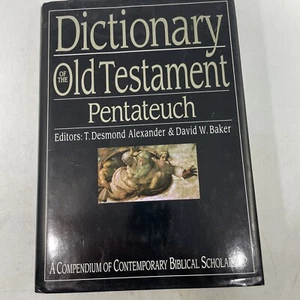 Dictionary
OF THE
Old Testament
Pentateuch
Editors: T. Desmond Alexander & David W. Baker
A COMPENDIUM OF CONTEMPORARY BIBLICAL